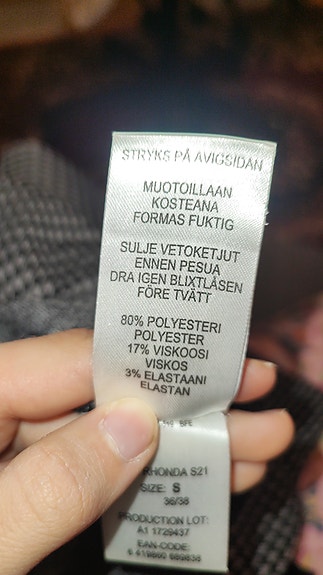 STRYKS PÅ AVIGSIDAN
MUOTOILLAAN
KOSTEANA
FORMAS FUKTIG
SULJE VETOKETJUT
ENNEN PESUA
DRA IGEN BLIXTLÅSEN
FÖRE TVÄTT
80% POLYESTERI
POLYESTER
17% VISKOOSI
VISKOS
3% ELASTAANI
ELASTAN
RHONDA S21
SIZE: S
36/38
PRODUCTION LOT:
A1 1729437
EAN-CODE: